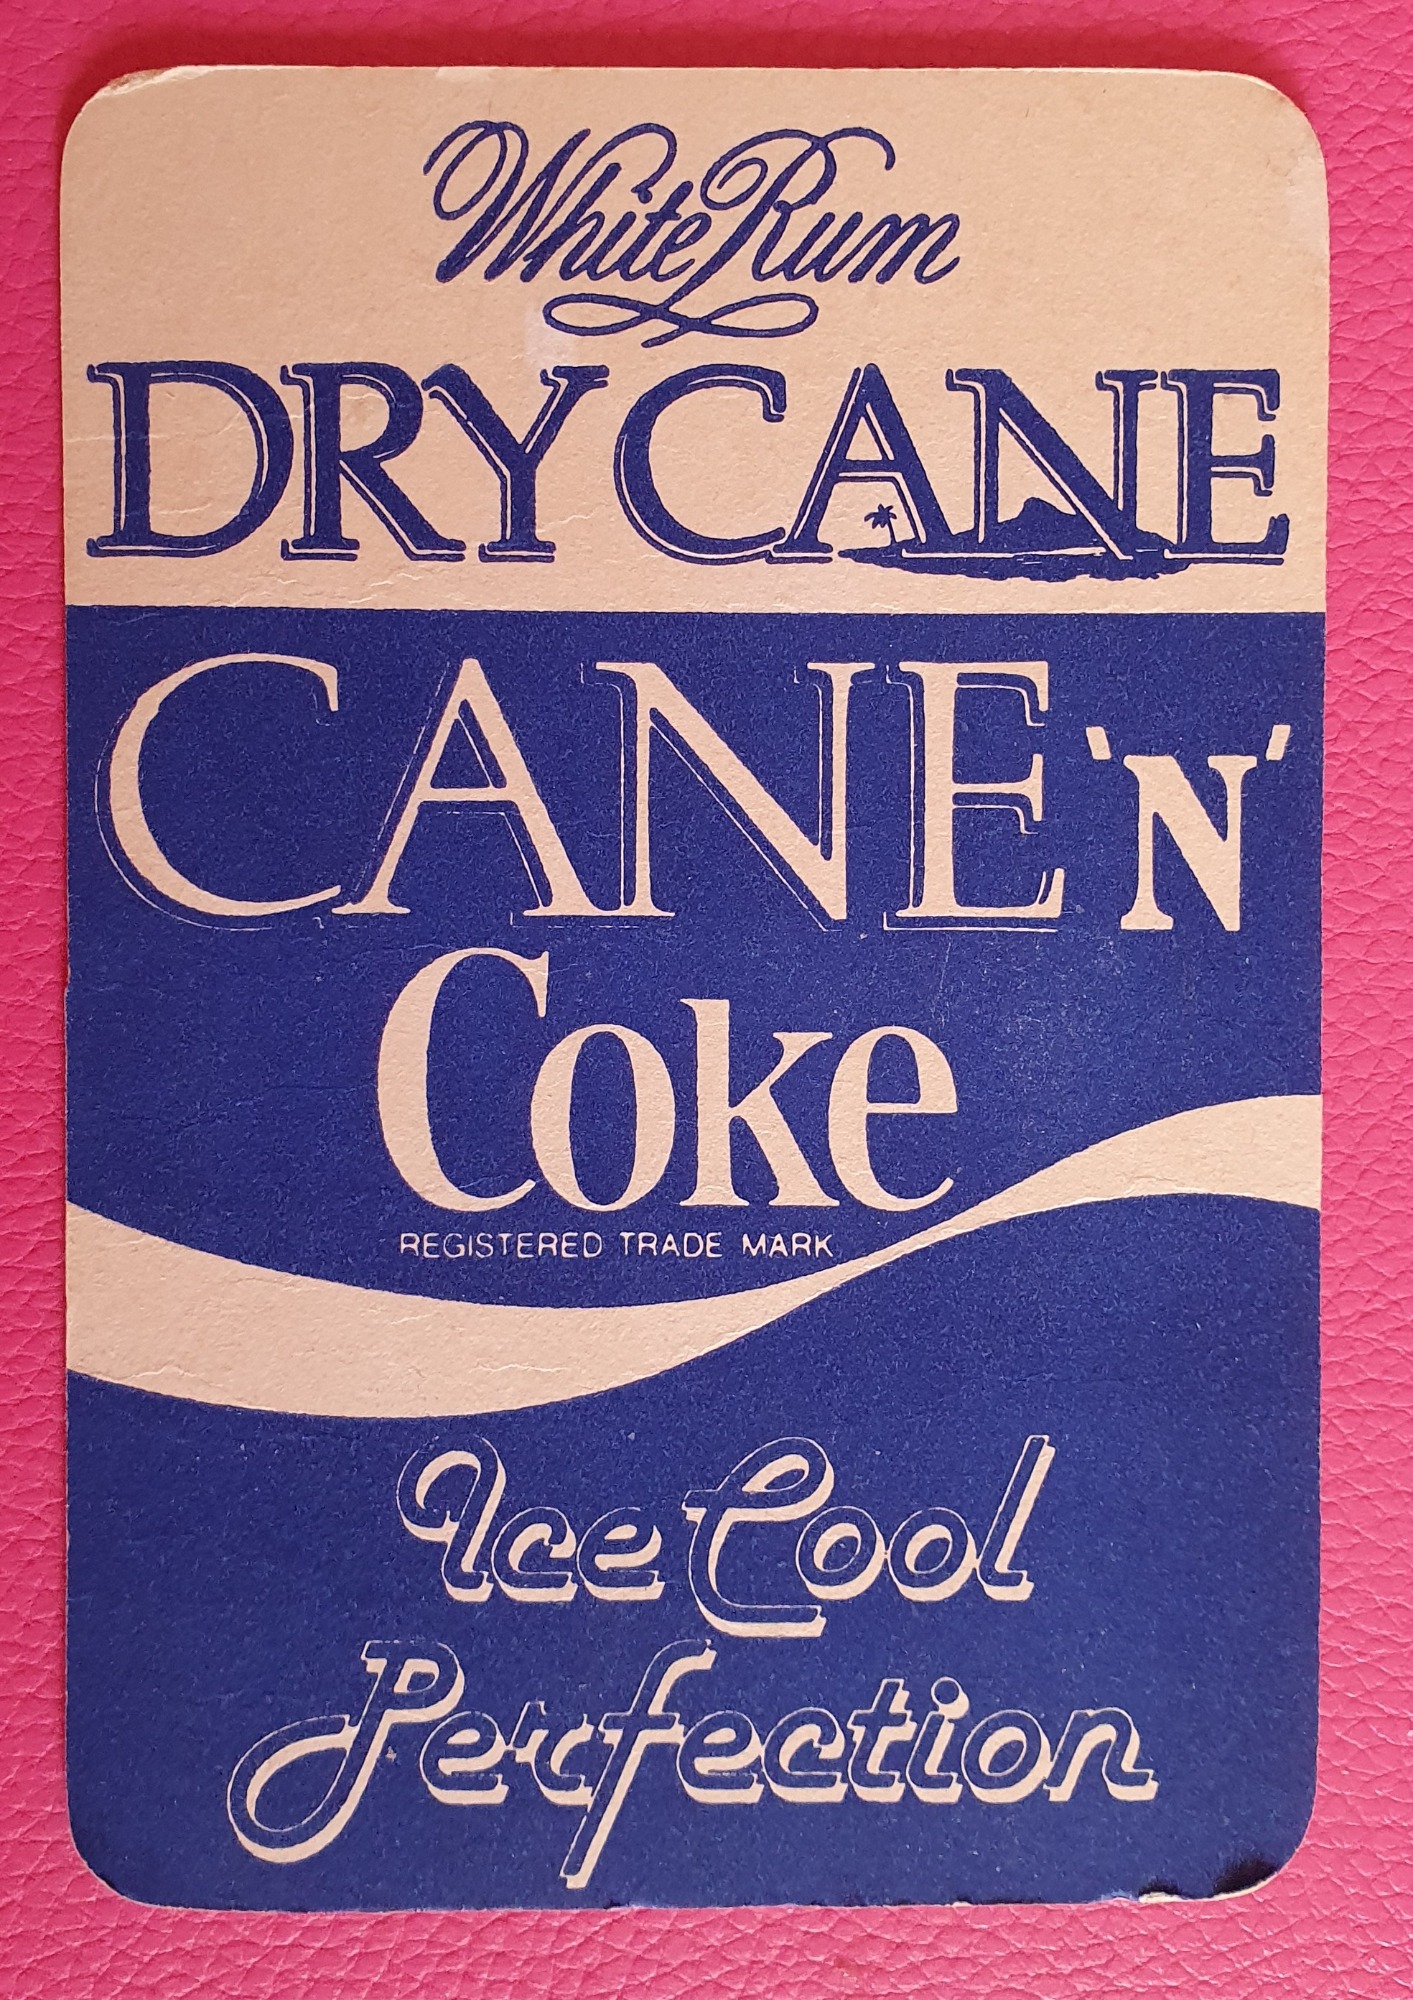 White Rum
DRY CANE
CANE 'N'
Coke
REGISTERED TRADE MARK
Ice Cool
Perfection